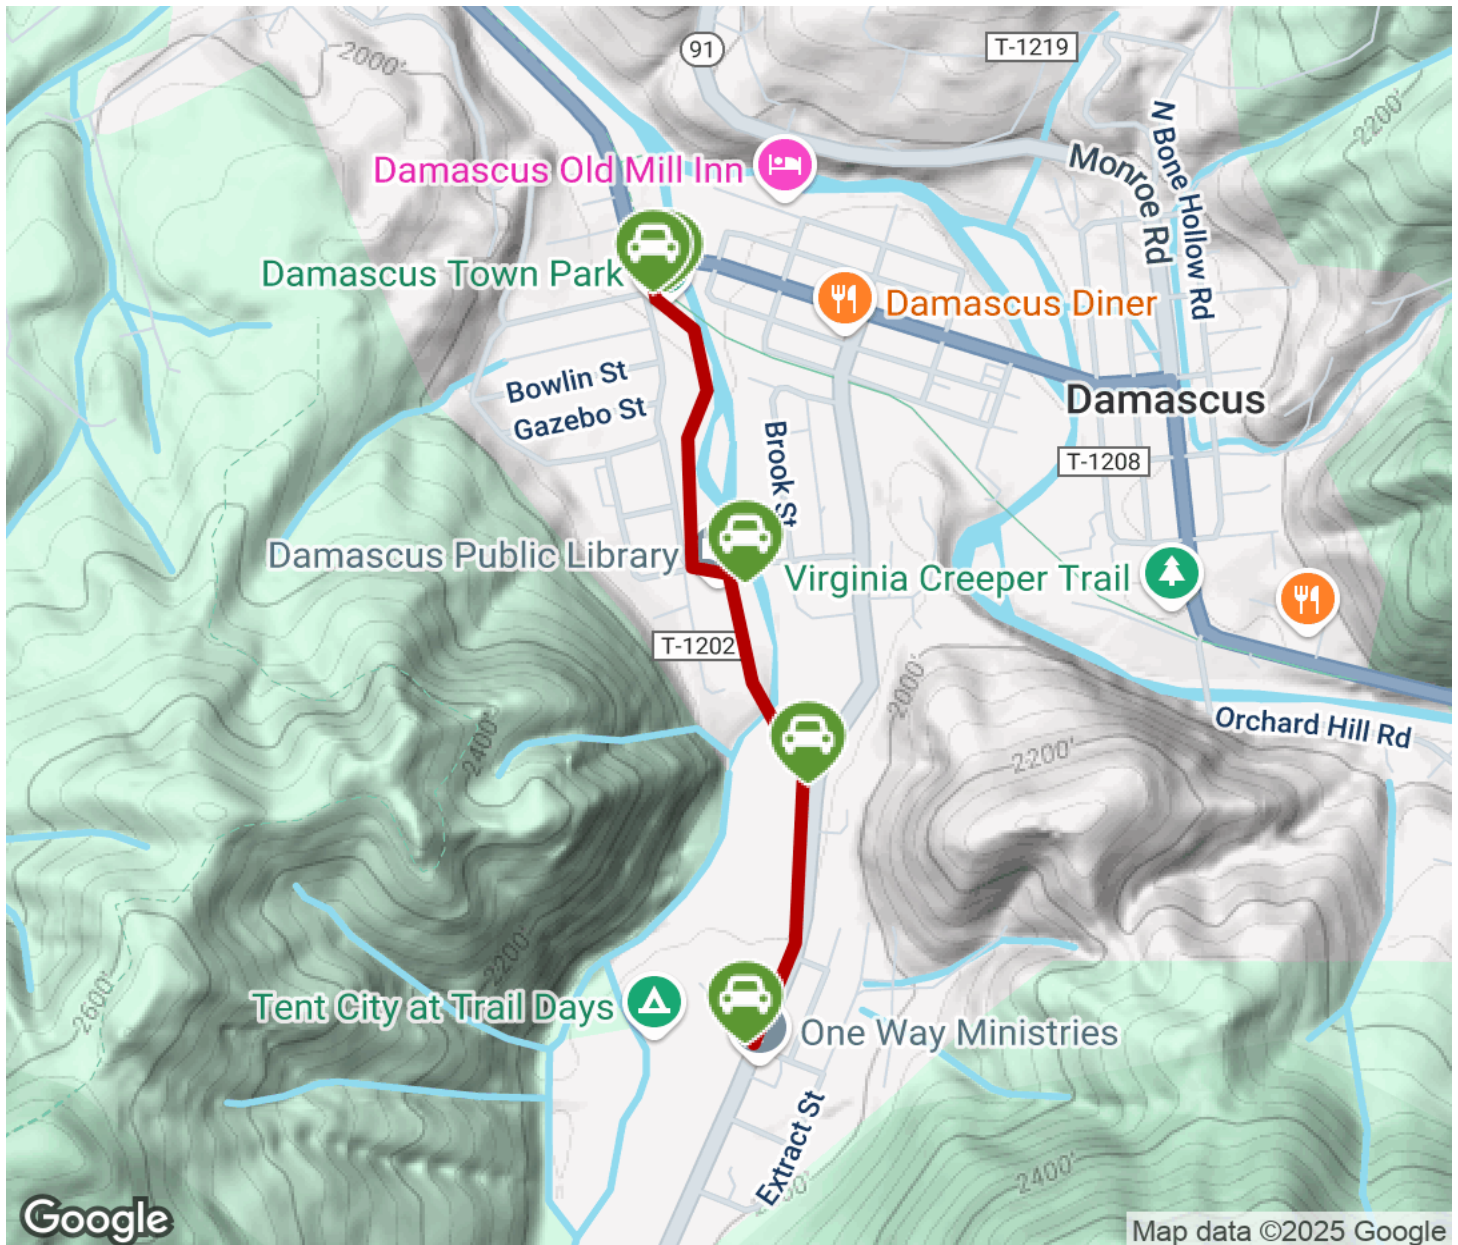 2000'
91
T-1219
2200'
N Bone Hollow Rd
Monroe Rd
Damascus Old Mill Inn
Damascus Town Park
Damascus Diner
Bowlin St
Gazebo St
Damascus
Brook St
T-1208
Damascus Public Library
Virginia Creeper Trail
T-1202
2000'
2400'
Orchard Hill Rd
2200'
2200'
2600'
Tent City at Trail Days
One Way Ministries
Extract St
2400'
Google
Map data ©2025 Google